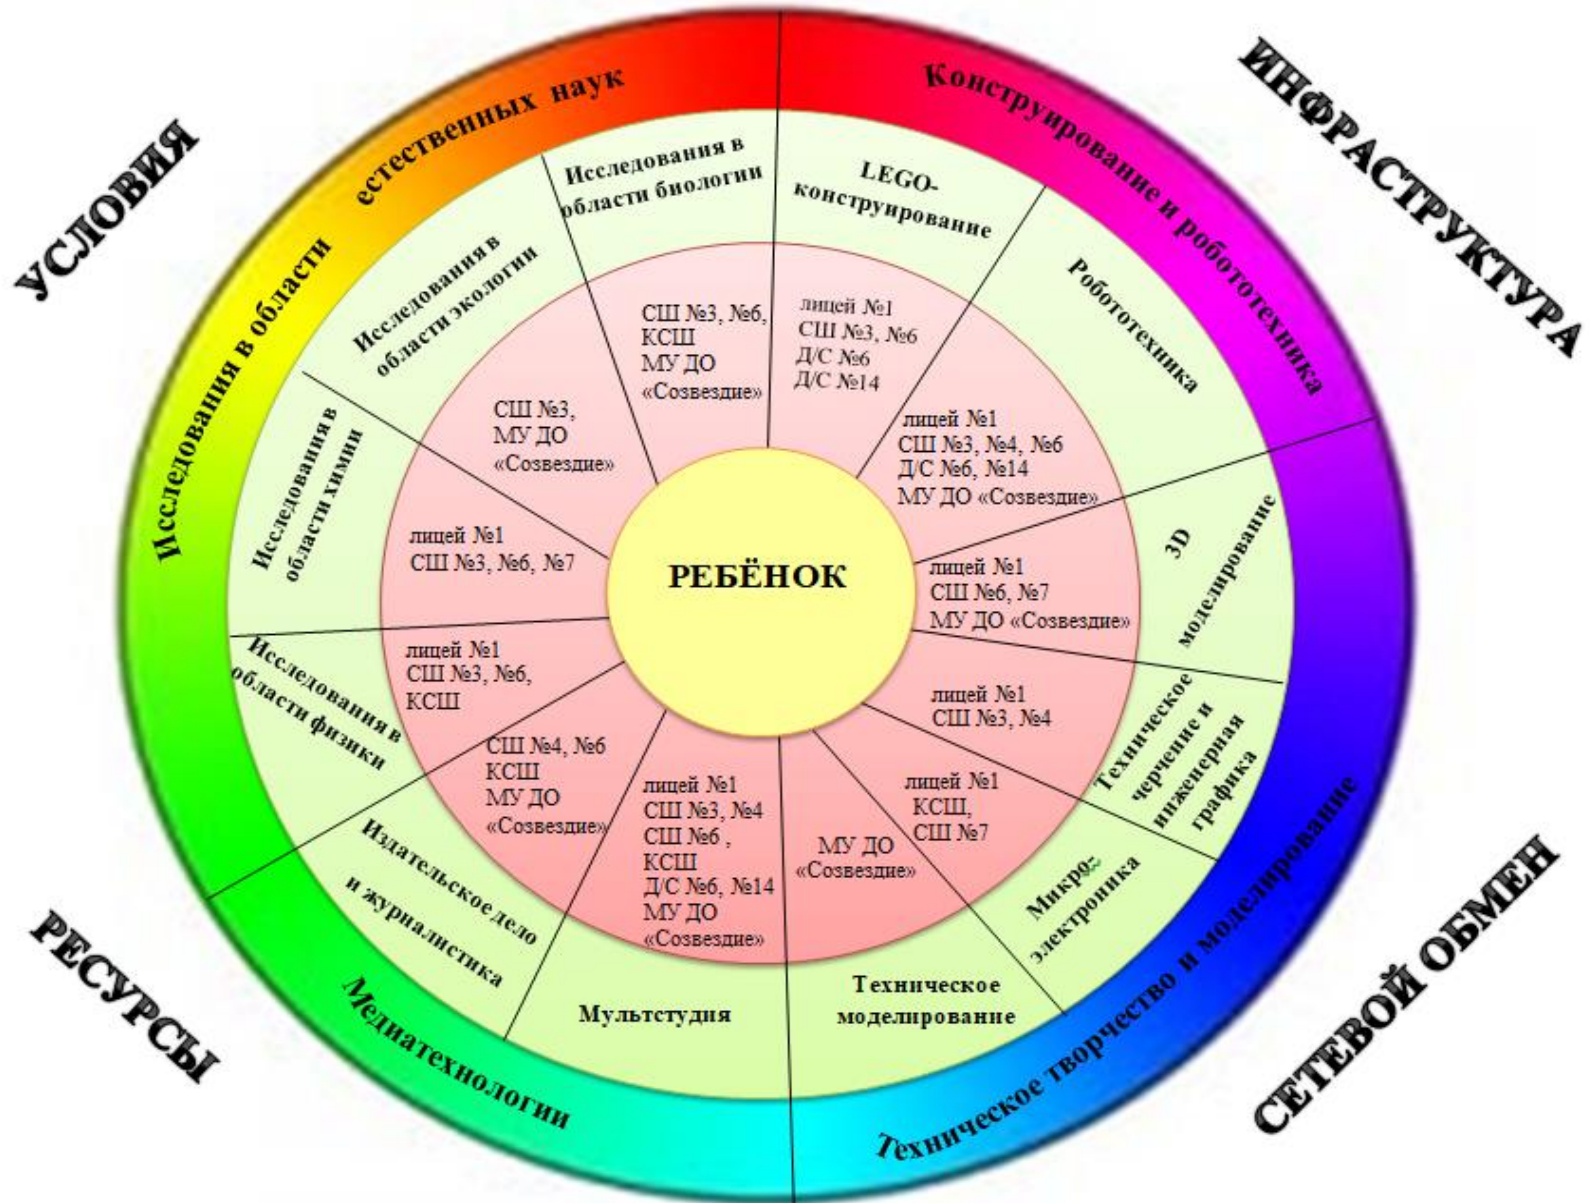 УСЛОВИЯ
ИНФРАСТРУКТУРА
РЕСУРСЫ
СЕТЕВОЙ ОБМЕН
РЕБЁНОК
Конструирование и робототехника
LEGO-
конструирование
лицей №1
СШ №3, №6
Д/С №6
Д/С №14
Робототехника
лицей №1
СШ №3, №4, №6
Д/С №6, №14
МУ ДО «Созвездие»
Техническое творчество и моделирование
3D
моделирование
лицей №1
СШ №6, №7
МУ ДО «Созвездие»
Техническое
черчение и
инженерная
графика
лицей №1
СШ №3, №4
Микро-
электроника
лицей №1
КСШ,
СШ №7
Техническое
моделирование
МУ ДО
«Созвездие»
Медиатехнологии
Мультстудия
лицей №1
СШ №3, №4
СШ №6 ,
КСШ
Д/С №6, №14
МУ ДО
«Созвездие»
Издательское дело
и журналистика
СШ №4, №6
КСШ
МУ ДО
«Созвездие»
Исследования в области естественных наук
Исследования в
области физики
лицей №1
СШ №3, №6,
КСШ
Исследования в
области химии
лицей №1
СШ №3, №6, №7
Исследования в
области экологии
СШ №3,
МУ ДО
«Созвездие»
Исследования в
области биологии
СШ №3, №6,
КСШ
МУ ДО
«Созвездие»